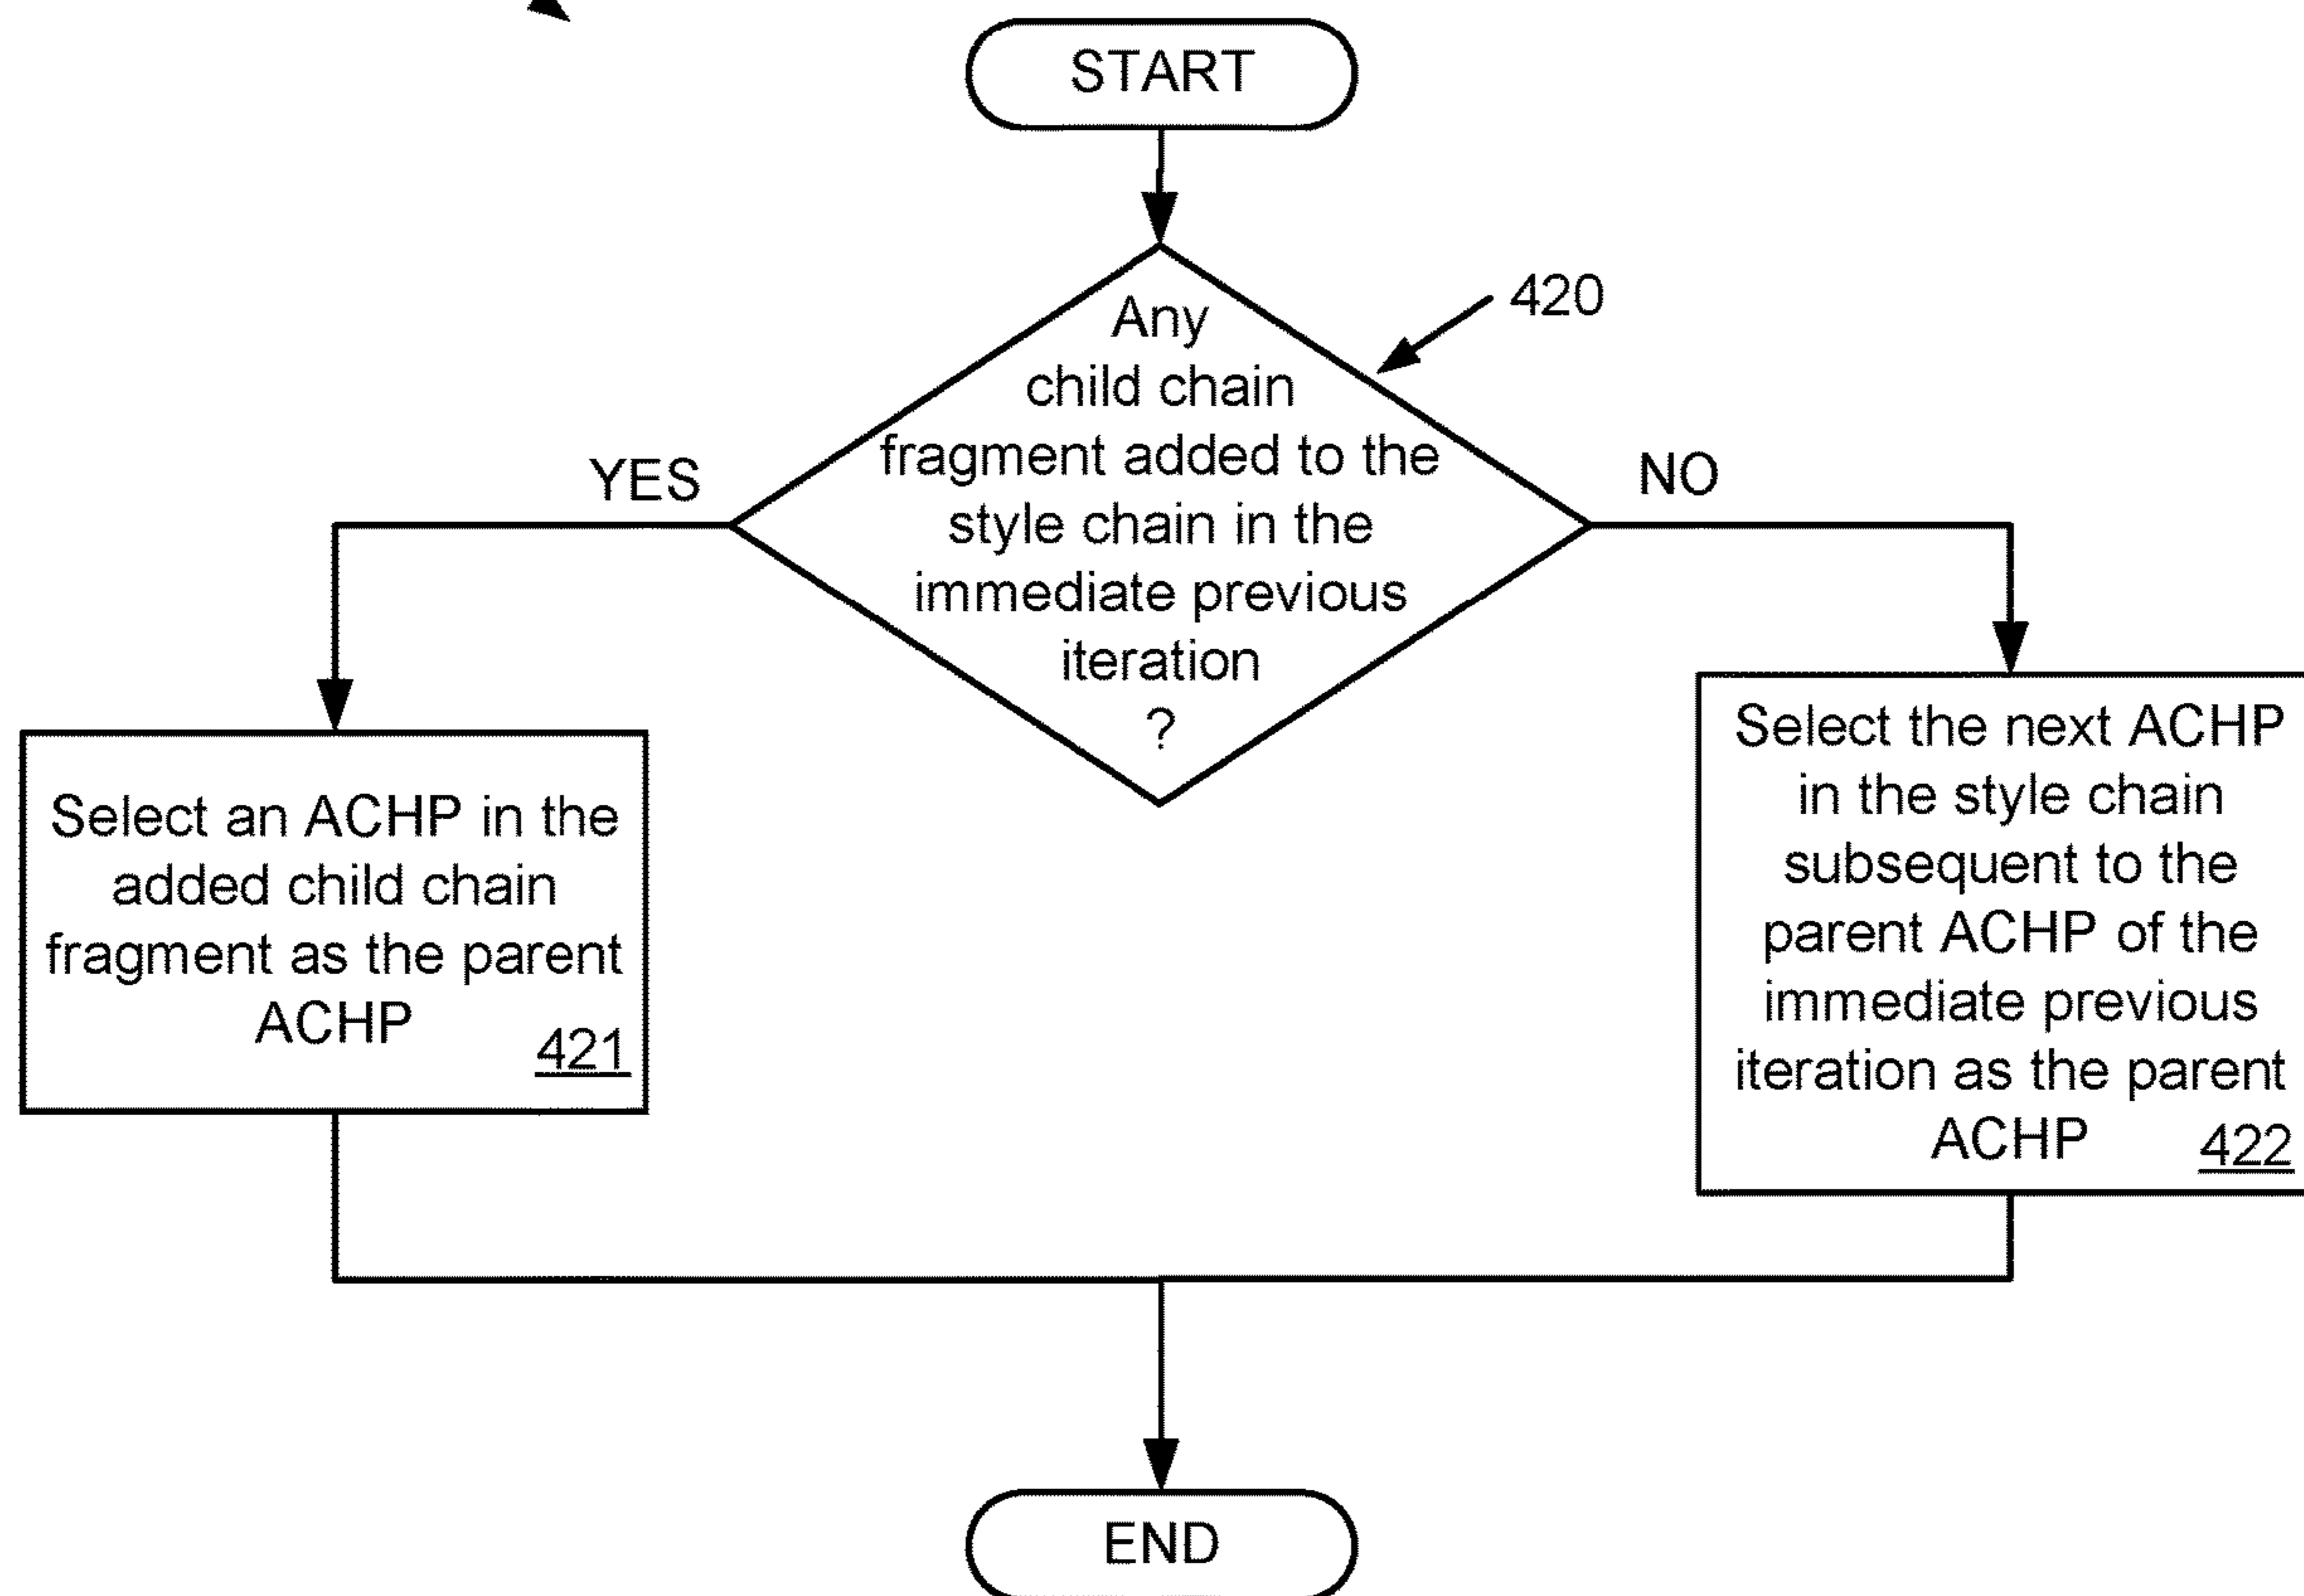 START
420
Any
child chain
fragment added to the
style chain in the
immediate previous
iteration
?
YES
NO
Select an ACHP in the
added child chain
fragment as the parent
ACHP
421
Select the next ACHP
in the style chain
subsequent to the
parent ACHP of the
immediate previous
iteration as the parent
ACHP
422
END